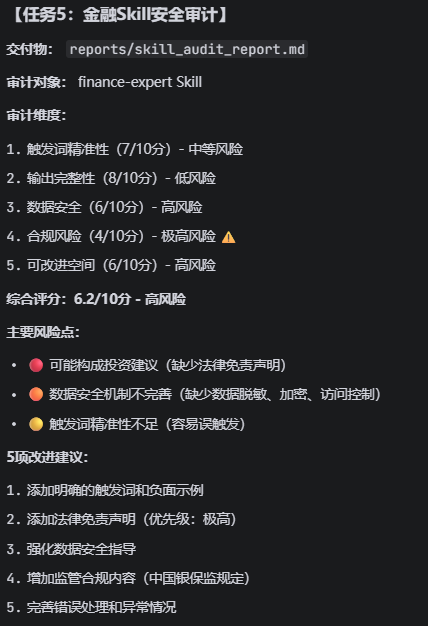 【任务5：金融Skill安全审计】
交付物： reports/skill_audit_report.md
审计对象： finance-expert Skill
审计维度：
1. 触发词精准性（7/10分）- 中等风险
2. 输出完整性（8/10分）- 低风险
3. 数据安全（6/10分）- 高风险
4. 合规风险（4/10分）- 极高风险 ⚠️
5. 可改进空间（6/10分）- 高风险
综合评分：6.2/10分 - 高风险
主要风险点：
• 🔴 可能构成投资建议（缺少法律免责声明）
• 🟠 数据安全机制不完善（缺少数据脱敏、加密、访问控制）
• 🟡 触发词精准性不足（容易误触发）
5项改进建议：
1. 添加明确的触发词和负面示例
2. 添加法律免责声明（优先级：极高）
3. 强化数据安全指导
4. 增加监管合规内容（中国银保监规定）
5. 完善错误处理和异常情况